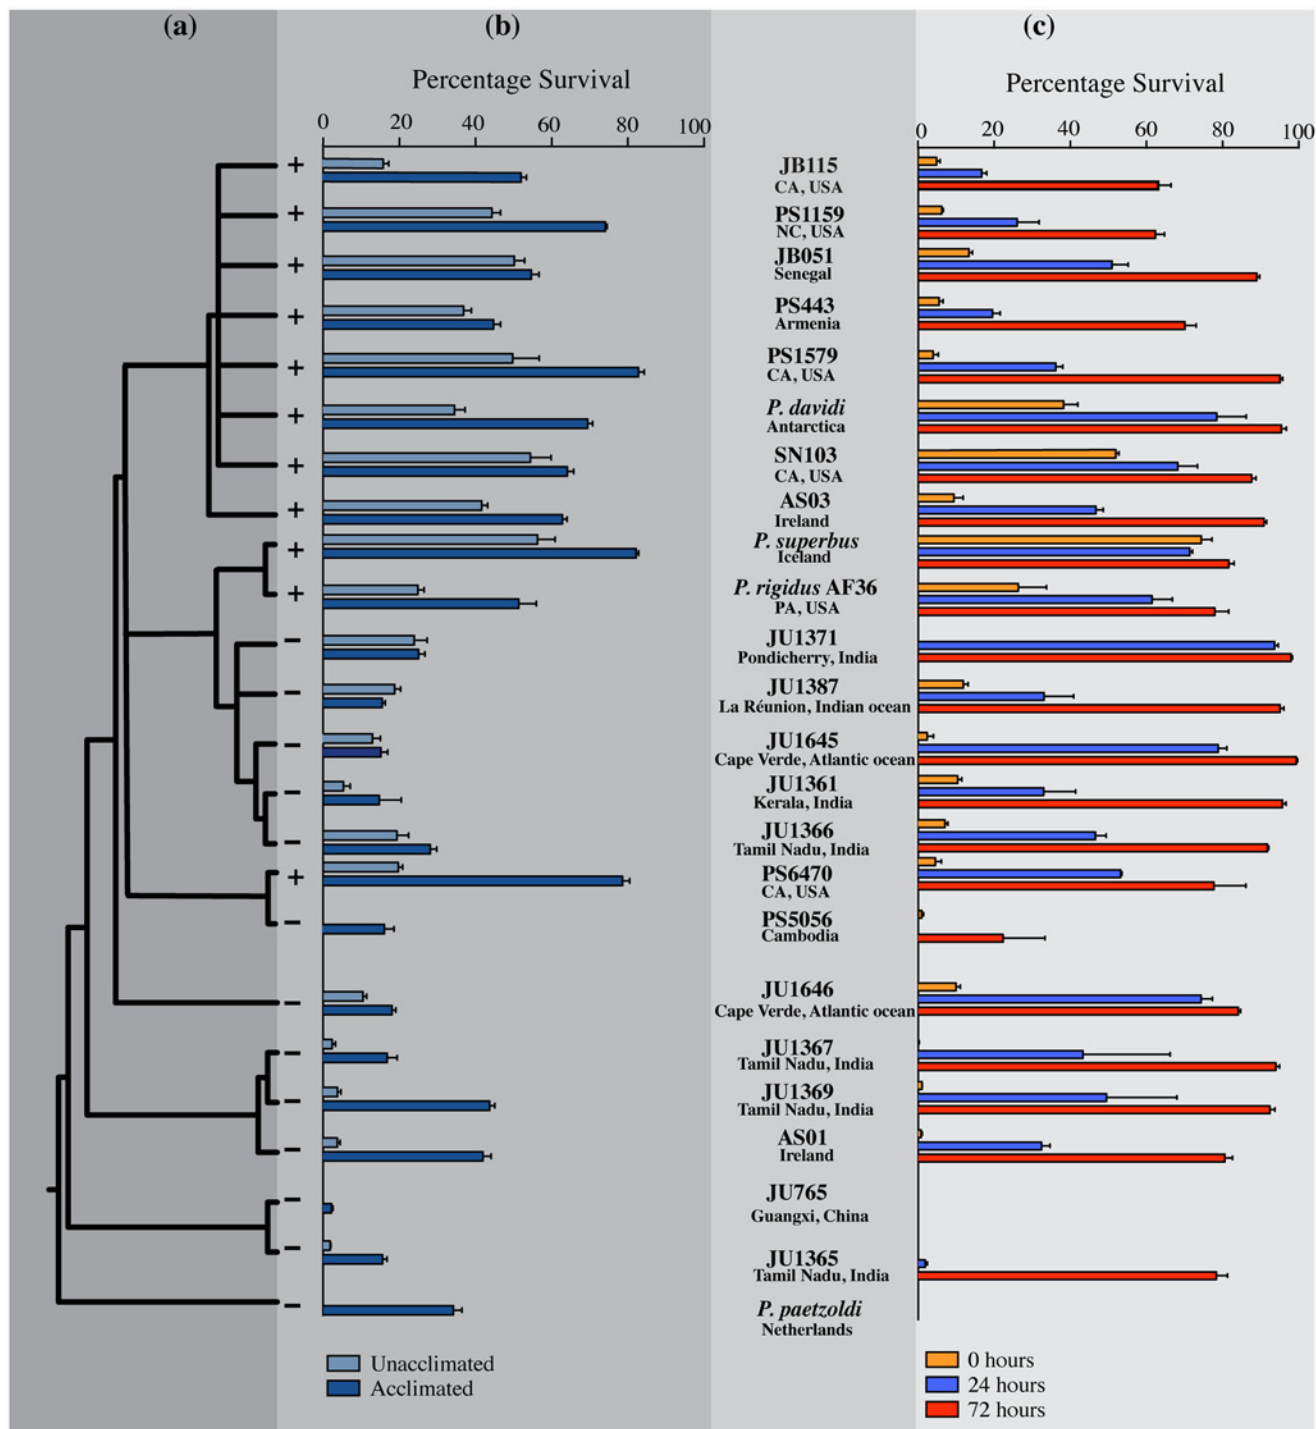 (a)
(b)
(c)
Percentage Survival
Percentage Survival
0 20 40 60 80 100
0 20 40 60 80 100
+
JB115
CA, USA
+
PS1159
NC, USA
+
JB051
Senegal
+
PS443
Armenia
+
PS1579
CA, USA
+
P. davidi
Antarctica
+
SN103
CA, USA
+
AS03
Ireland
+
P. superbus
Iceland
+
P. rigidus AF36
PA, USA
−
JU1371
Pondicherry, India
−
JU1387
La Réunion, Indian ocean
−
JU1645
Cape Verde, Atlantic ocean
−
JU1361
Kerala, India
−
JU1366
Tamil Nadu, India
+
PS6470
CA, USA
−
PS5056
Cambodia
−
JU1646
Cape Verde, Atlantic ocean
−
JU1367
Tamil Nadu, India
−
JU1369
Tamil Nadu, India
−
AS01
Ireland
−
JU765
Guangxi, China
−
JU1365
Tamil Nadu, India
−
P. paetzoldi
Netherlands
Unacclimated
Acclimated
0 hours
24 hours
72 hours